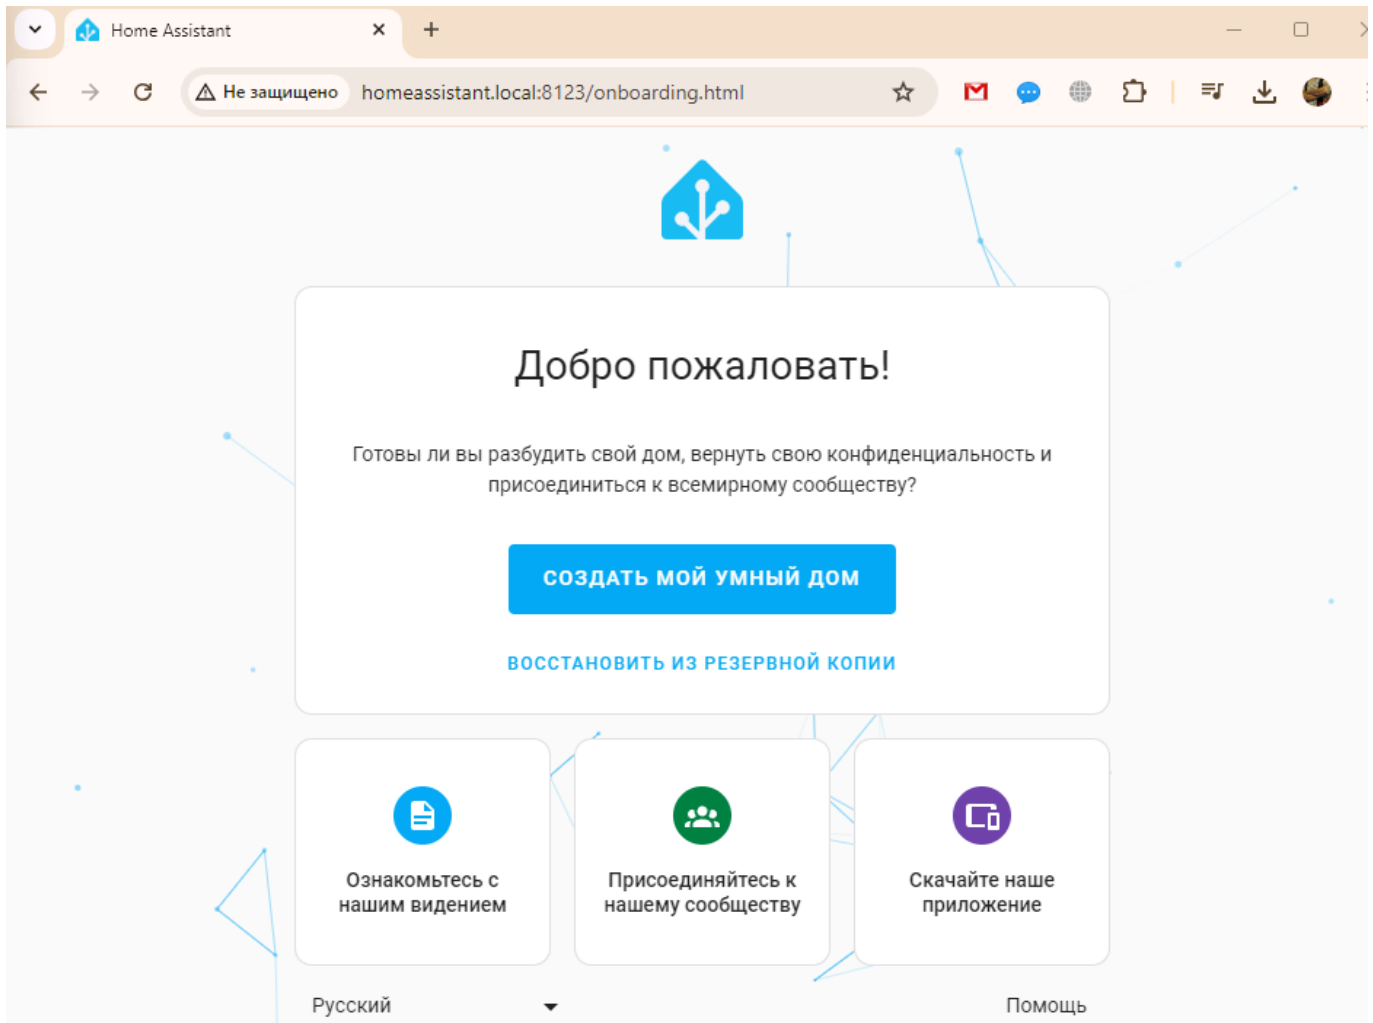 Home Assistant
Не защищено homeassistant.local:8123/onboarding.html
Добро пожаловать!
Готовы ли вы разбудить свой дом, вернуть свою конфиденциальность и
присоединиться к всемирному сообществу?
СОЗДАТЬ МОЙ УМНЫЙ ДОМ
ВОССТАНОВИТЬ ИЗ РЕЗЕРВНОЙ КОПИИ
Ознакомьтесь с
нашим видением
Присоединяйтесь к
нашему сообществу
Скачайте наше
приложение
Русский
Помощь